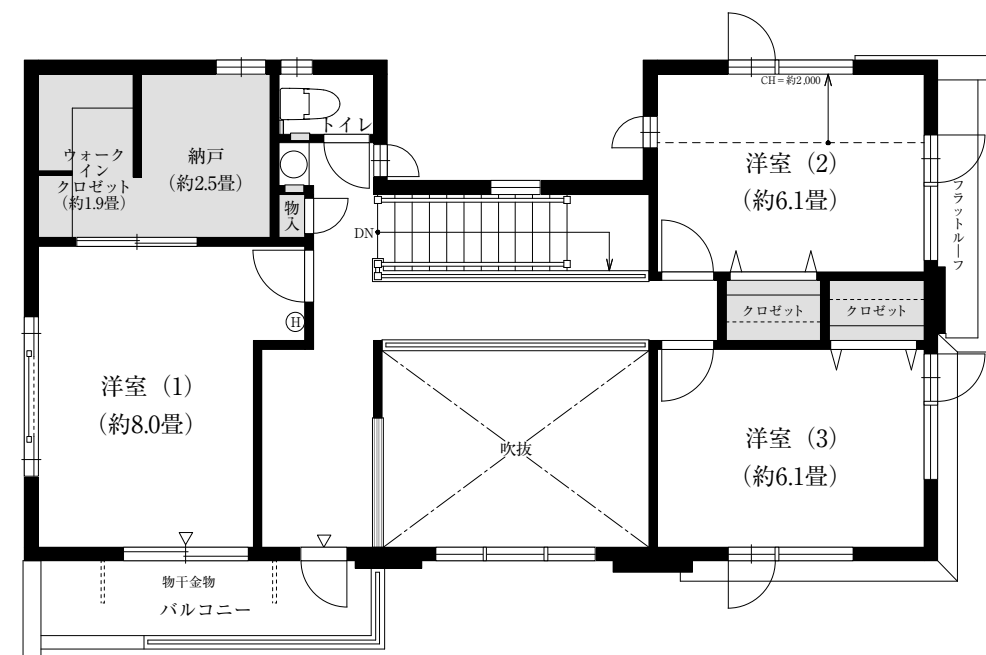 CH=約2,000
トイレ
ウォーク
イン
クロゼット
(約1.9畳)
納戸
(約2.5畳)
洋室（2）
(約6.1畳)
フラットルーフ
物入
DN
クロゼット
クロゼット
H
洋室（1）
(約8.0畳)
吹抜
洋室（3）
(約6.1畳)
物干金物
バルコニー